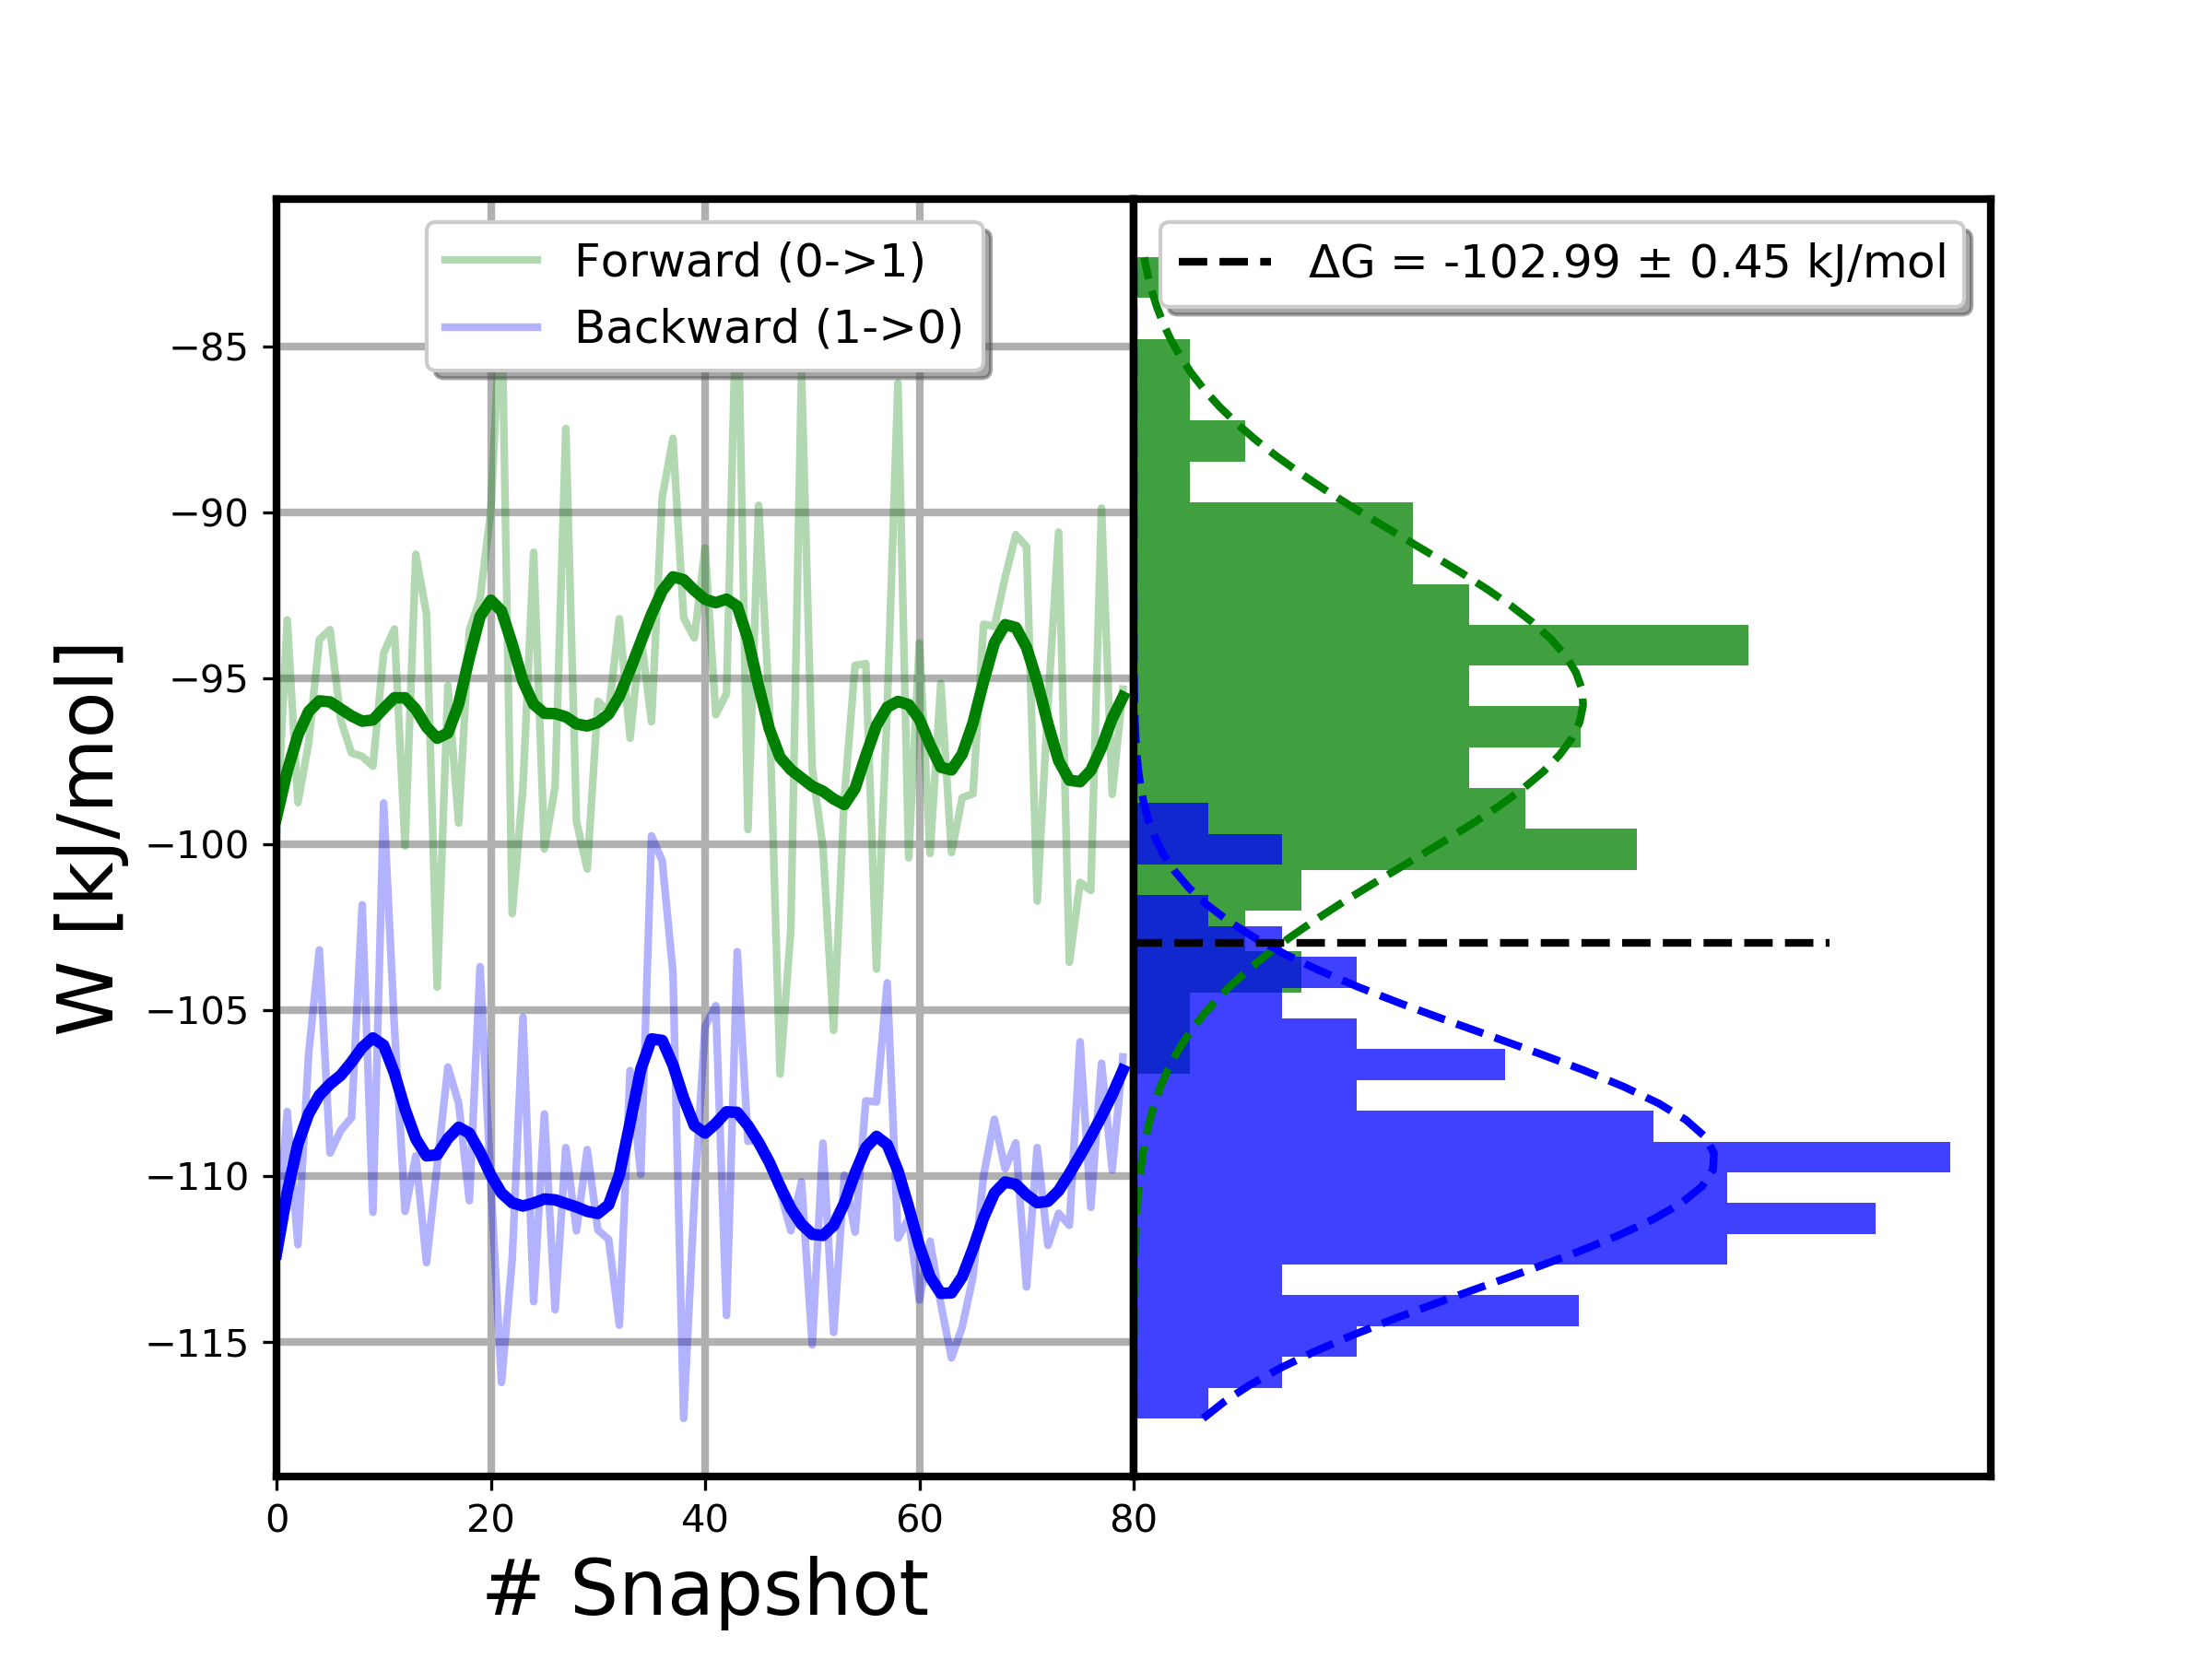 Forward (0->1)
Backward (1->0)
ΔG = -102.99 ± 0.45 kJ/mol
W [kJ/mol]
−85
−90
−95
−100
−105
−110
−115
0 20 40 60 80
# Snapshot